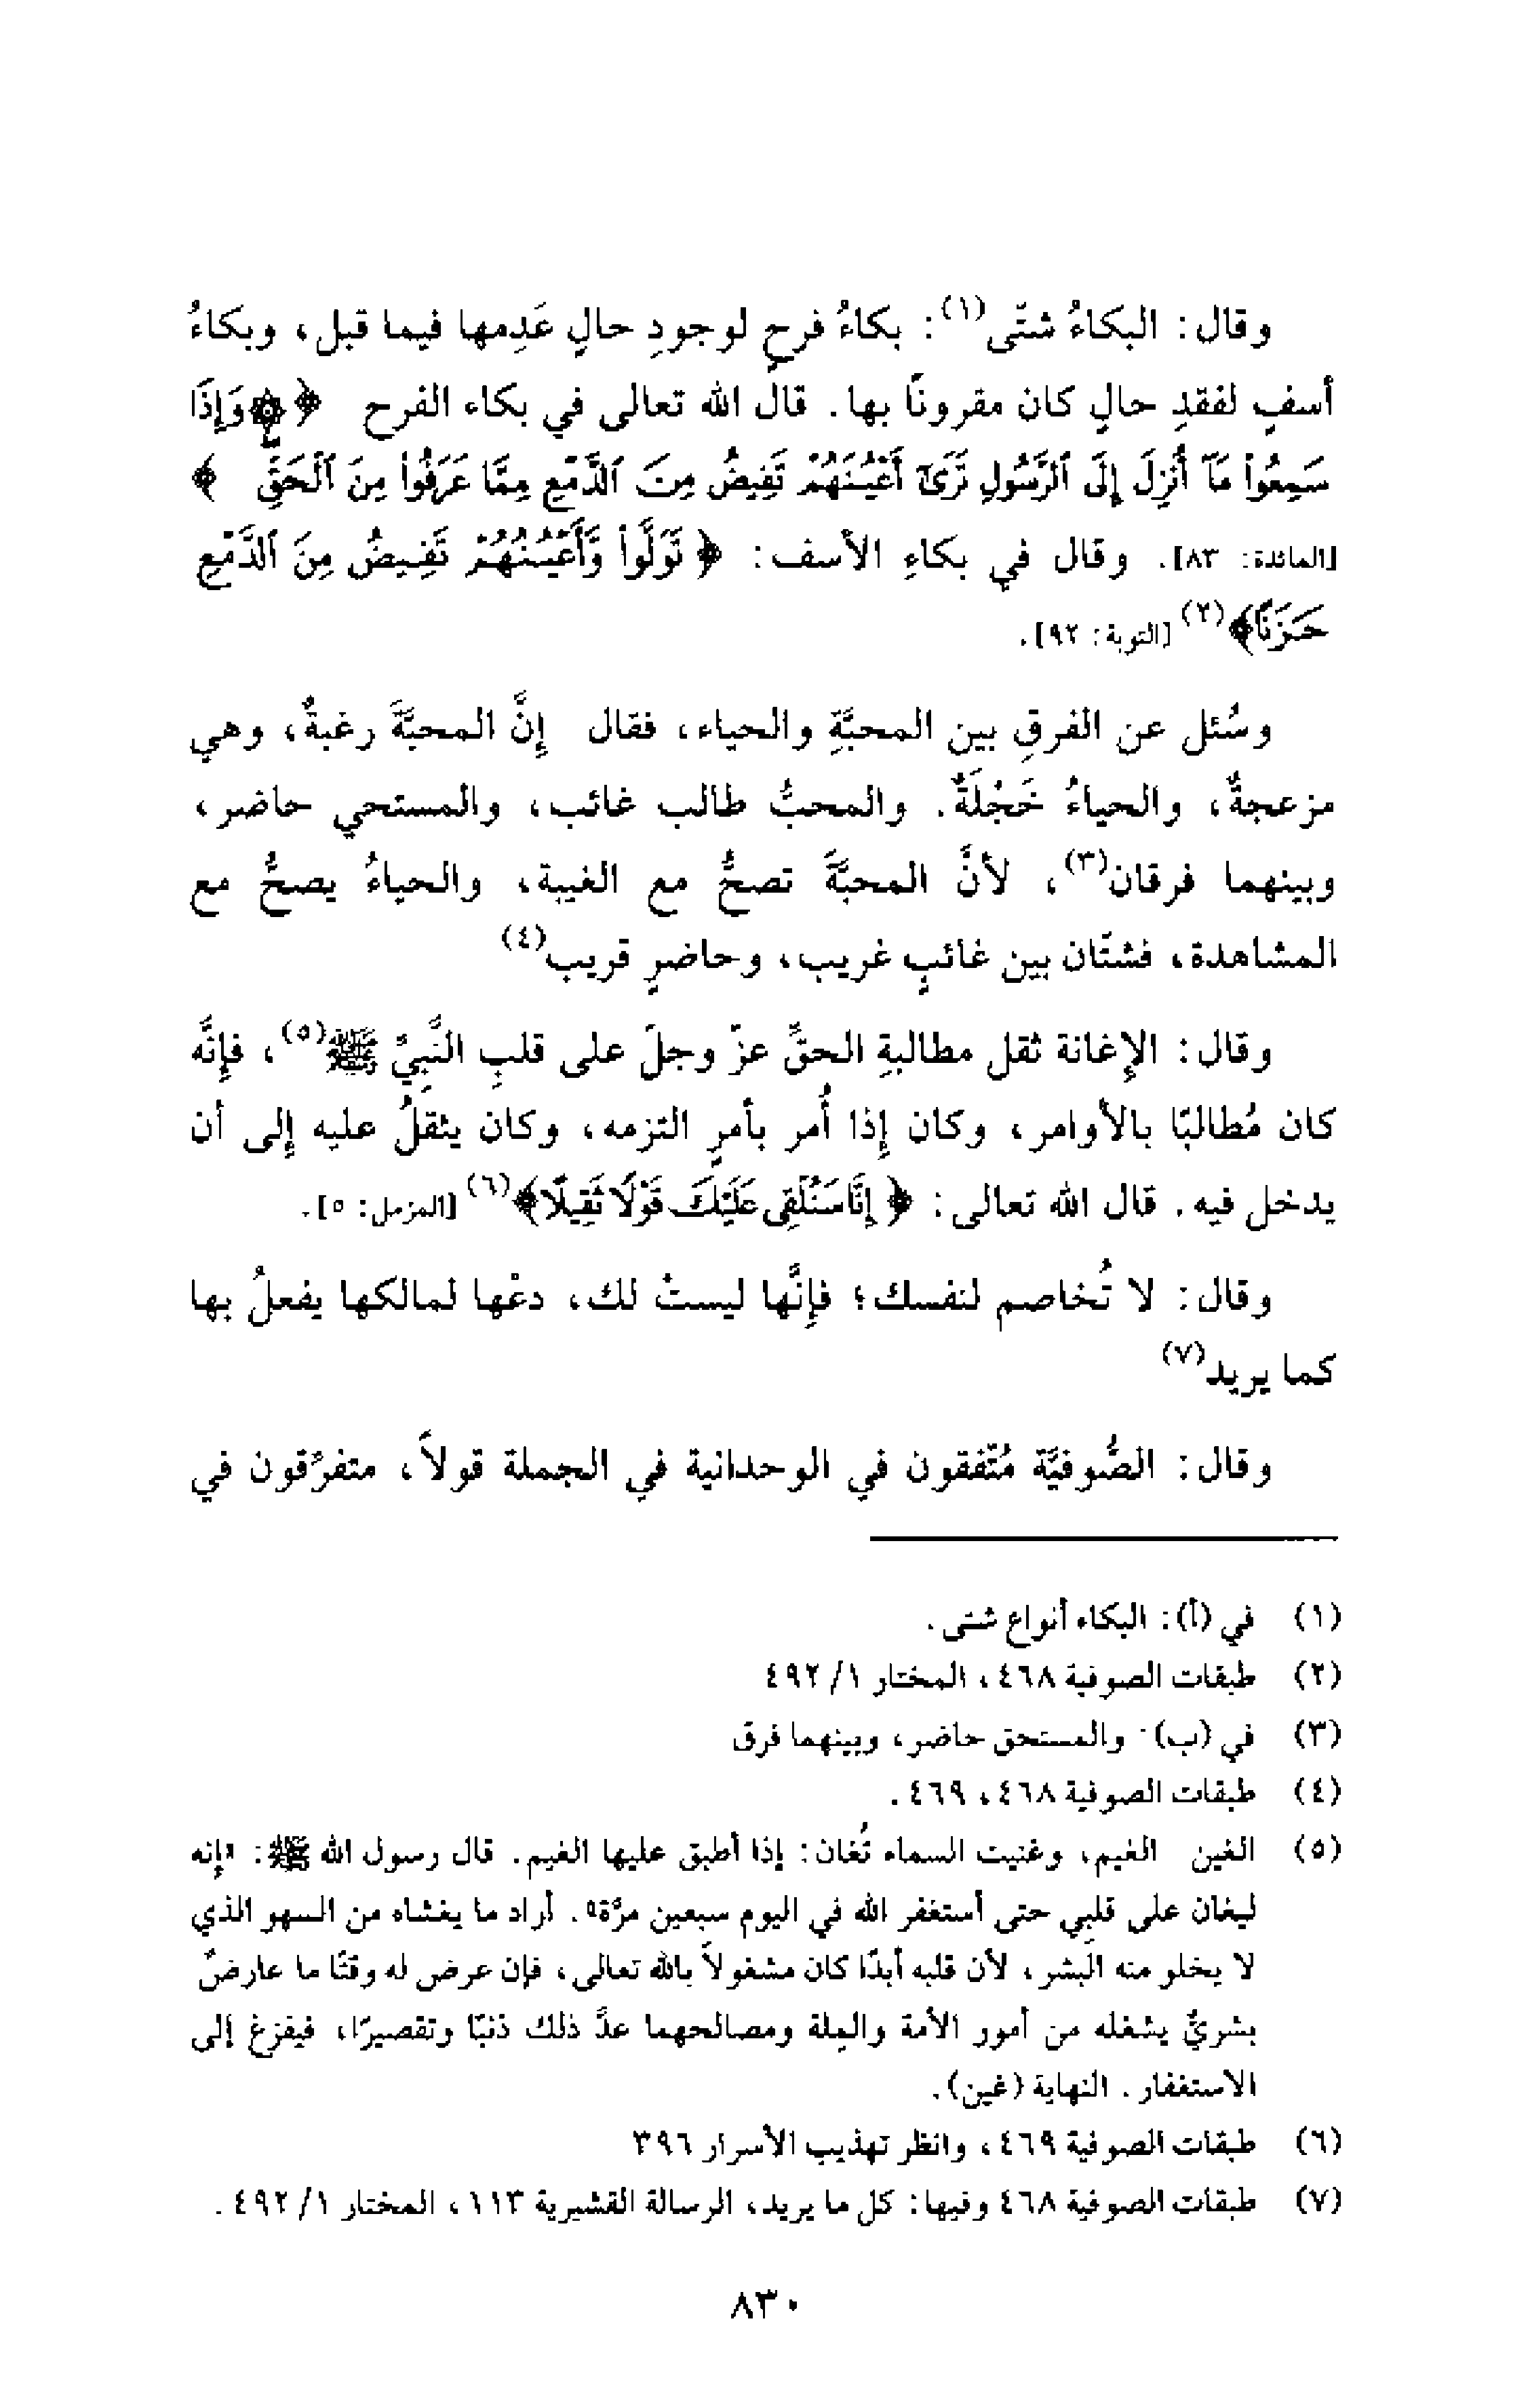 وقال: البكاءُ شتّى(١): بكاءُ فرحٍ لوجودِ حالٍ عَدِمها فيما قبل، وبكاءُ
أسفٍ لفقدِ حالٍ كان مقرونًا بها. قال الله تعالى في بكاء الفرح ﴿۞وَإِذَا
سَمِعُوا۟ مَآ أُنزِلَ إِلَى ٱلرَّسُولِ تَرَىٰٓ أَعْيُنَهُمْ تَفِيضُ مِنَ ٱلدَّمْعِ مِمَّا عَرَفُوا۟ مِنَ ٱلْحَقِّ ﴾
[المائدة: ٨٣]. وقال في بكاءِ الأسف: ﴿ تَوَلَّوا۟ وَّأَعْيُنُهُمْ تَفِيضُ مِنَ ٱلدَّمْعِ
حَزَنًا﴾(٢) [التوبة: ٩٢].
وسُئل عن الفرقِ بين المحبَّةِ والحياء، فقال إنَّ المحبَّةَ رغبةٌ، وهي
مزعجةٌ، والحياءُ خَجْلَةٌ. والمحبُّ طالب غائب، والمستحي حاضر،
وبينهما فرقان(٣)، لأنَّ المحبَّةَ تصحُّ مع الغيبة، والحياءُ يصحُّ مع
المشاهدة، فشتّان بين غائبٍ غريب، وحاضرٍ قريب(٤)
وقال: الإغانة ثقل مطالبةِ الحقِّ عزّ وجلّ على قلبِ النَّبيِّ ﷺ(٥)، فإنَّه
كان مُطالبًا بالأوامر، وكان إذا أُمر بأمرٍ التزمه، وكان يثقلُ عليه إلى أن
يدخل فيه. قال الله تعالى: ﴿ إِنَّا سَنُلْقِى عَلَيْكَ قَوْلًا ثَقِيلًا﴾(٦) [المزمل: ٥].
وقال: لا تُخاصم لنفسك؛ فإنَّها ليستْ لك، دعْها لمالكها يفعلُ بها
كما يريد(٧)
وقال: الصُّوفيَّة مُتّفقون في الوحدانية في الجملة قولاً، متفرّقون في
(١) في (أ): البكاء أنواع شتى.
(٢) طبقات الصوفية ٤٦٨، المختار ١/ ٤٩٢
(٣) في (ب) والمستحق حاضر، وبينهما فرق
(٤) طبقات الصوفية ٤٦٨، ٤٦٩.
(٥) الغين الغيم، وغنيت السماء تُغان: إذا أطبق عليها الغيم. قال رسول الله ﷺ: «إنه
ليغان على قلبي حتى أستغفر الله في اليوم سبعين مرّة». أراد ما يغشاه من السهو الذي
لا يخلو منه البشر، لأن قلبه أبدًا كان مشغولاً بالله تعالى، فإن عرض له وقتًا ما عارضٌ
بشريٌّ يشغله من أمور الأمة والمِلة ومصالحهما عدَّ ذلك ذنبًا وتقصيرًا، فيفزع إلى
الاستغفار. النهاية (غين).
(٦) طبقات الصوفية ٤٦٩، وانظر تهذيب الأسرار ٣٩٦
(٧) طبقات الصوفية ٤٦٨ وفيها: كل ما يريد، الرسالة القشيرية ١١٣، المختار ١/ ٤٩٢.
٨٣٠